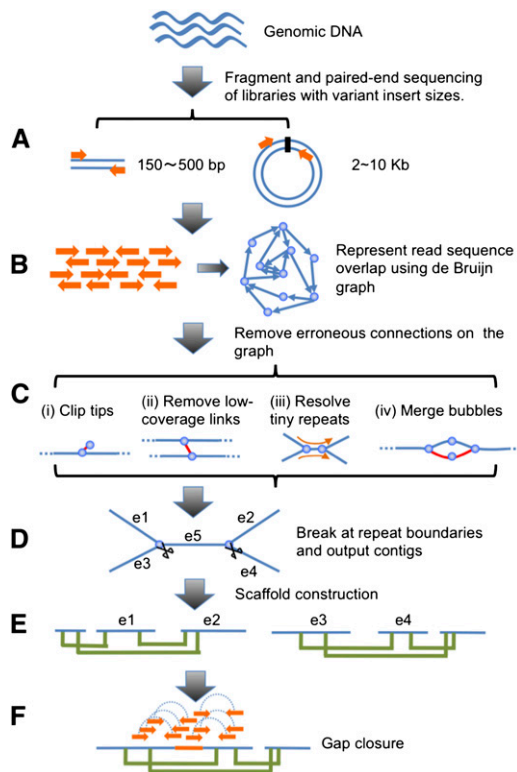 Genomic DNA
Fragment and paired-end sequencing
of libraries with variant insert sizes.
A
150～500 bp
2~10 Kb
B
Represent read sequence
overlap using de Bruijn
graph
Remove erroneous connections on the
graph
C
(i) Clip tips
(ii) Remove low-
coverage links
(iii) Resolve
tiny repeats
(iv) Merge bubbles
D
e1
e2
e5
e3
e4
Break at repeat boundaries
and output contigs
Scaffold construction
E
e1
e2
e3
e4
F
Gap closure